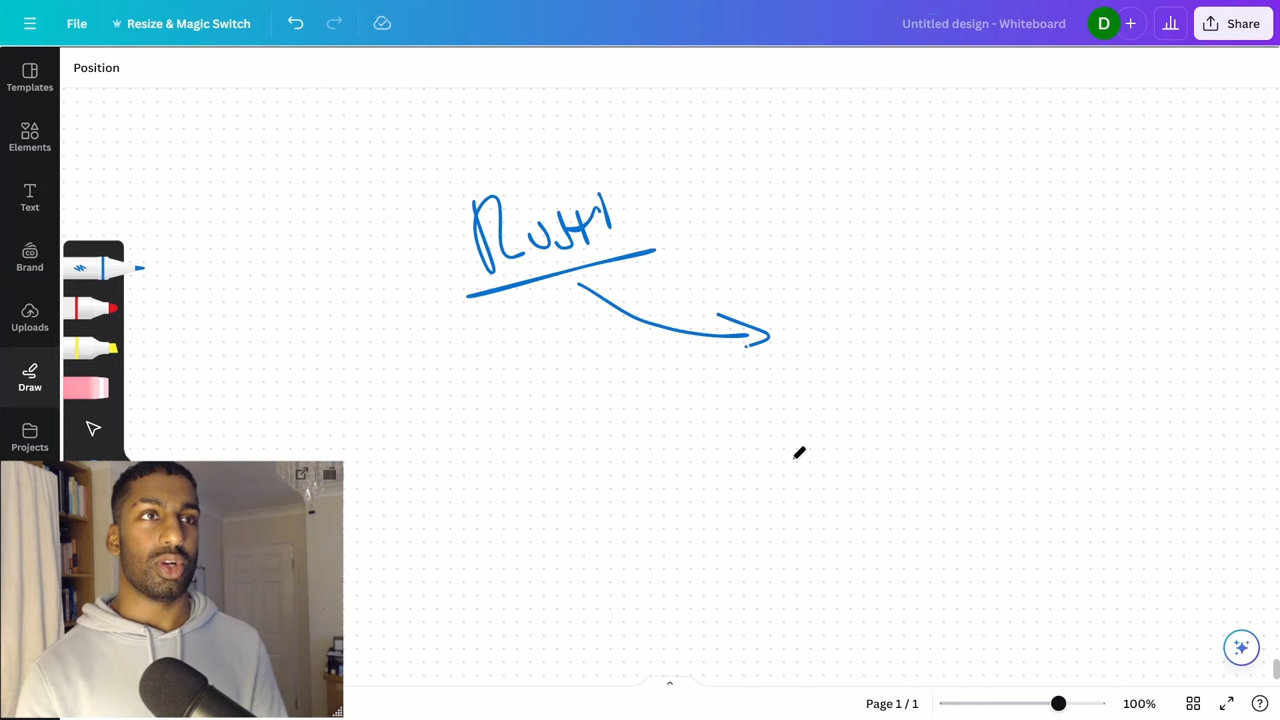 File
Resize & Magic Switch
Untitled design - Whiteboard
D
+
Share
Position
Templates
Elements
Text
Brand
Uploads
Draw
Projects
Page 1 / 1
100%